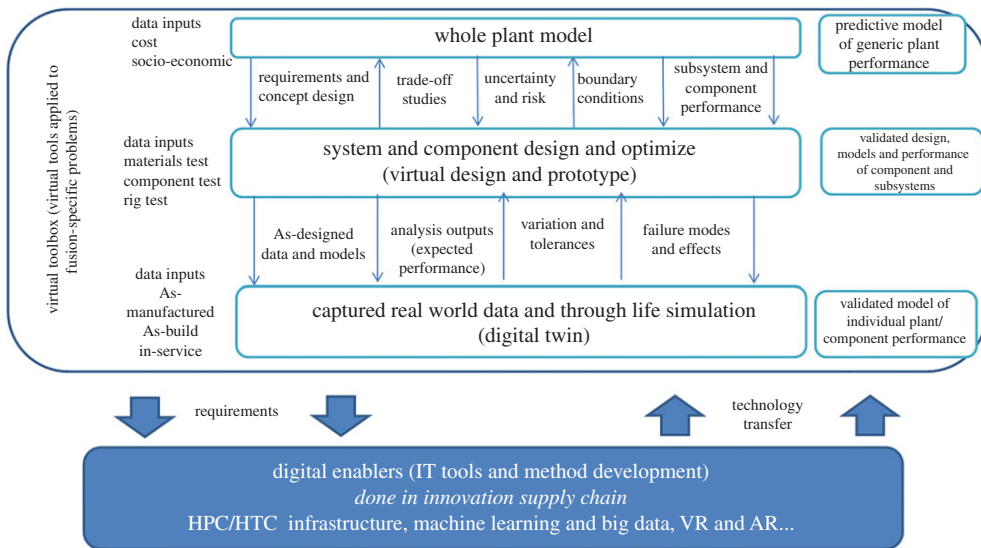 data inputs
cost
socio-economic
whole plant model
predictive model
of generic plant
performance
requirements and
concept design
trade-off
studies
uncertainty
and risk
boundary
conditions
subsystem and
component
performance
virtual toolbox (virtual tools applied to
fusion-specific problems)
data inputs
materials test
component test
rig test
system and component design and optimize
(virtual design and prototype)
validated design,
models and performance
of component and
subsystems
As-designed
data and models
analysis outputs
(expected
performance)
variation and
tolerances
failure modes
and effects
data inputs
As-
manufactured
As-build
in-service
captured real world data and through life simulation
(digital twin)
validated model of
individual plant/
component performance
requirements
technology
transfer
digital enablers (IT tools and method development)
done in innovation supply chain
HPC/HTC infrastructure, machine learning and big data, VR and AR...